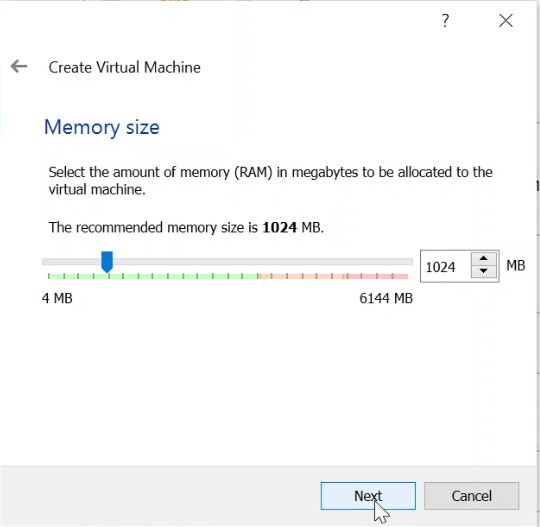 ?
Create Virtual Machine
Memory size
Select the amount of memory (RAM) in megabytes to be allocated to the
virtual machine.
The recommended memory size is 1024 MB.
1024 MB
4 MB 6144 MB
Next Cancel